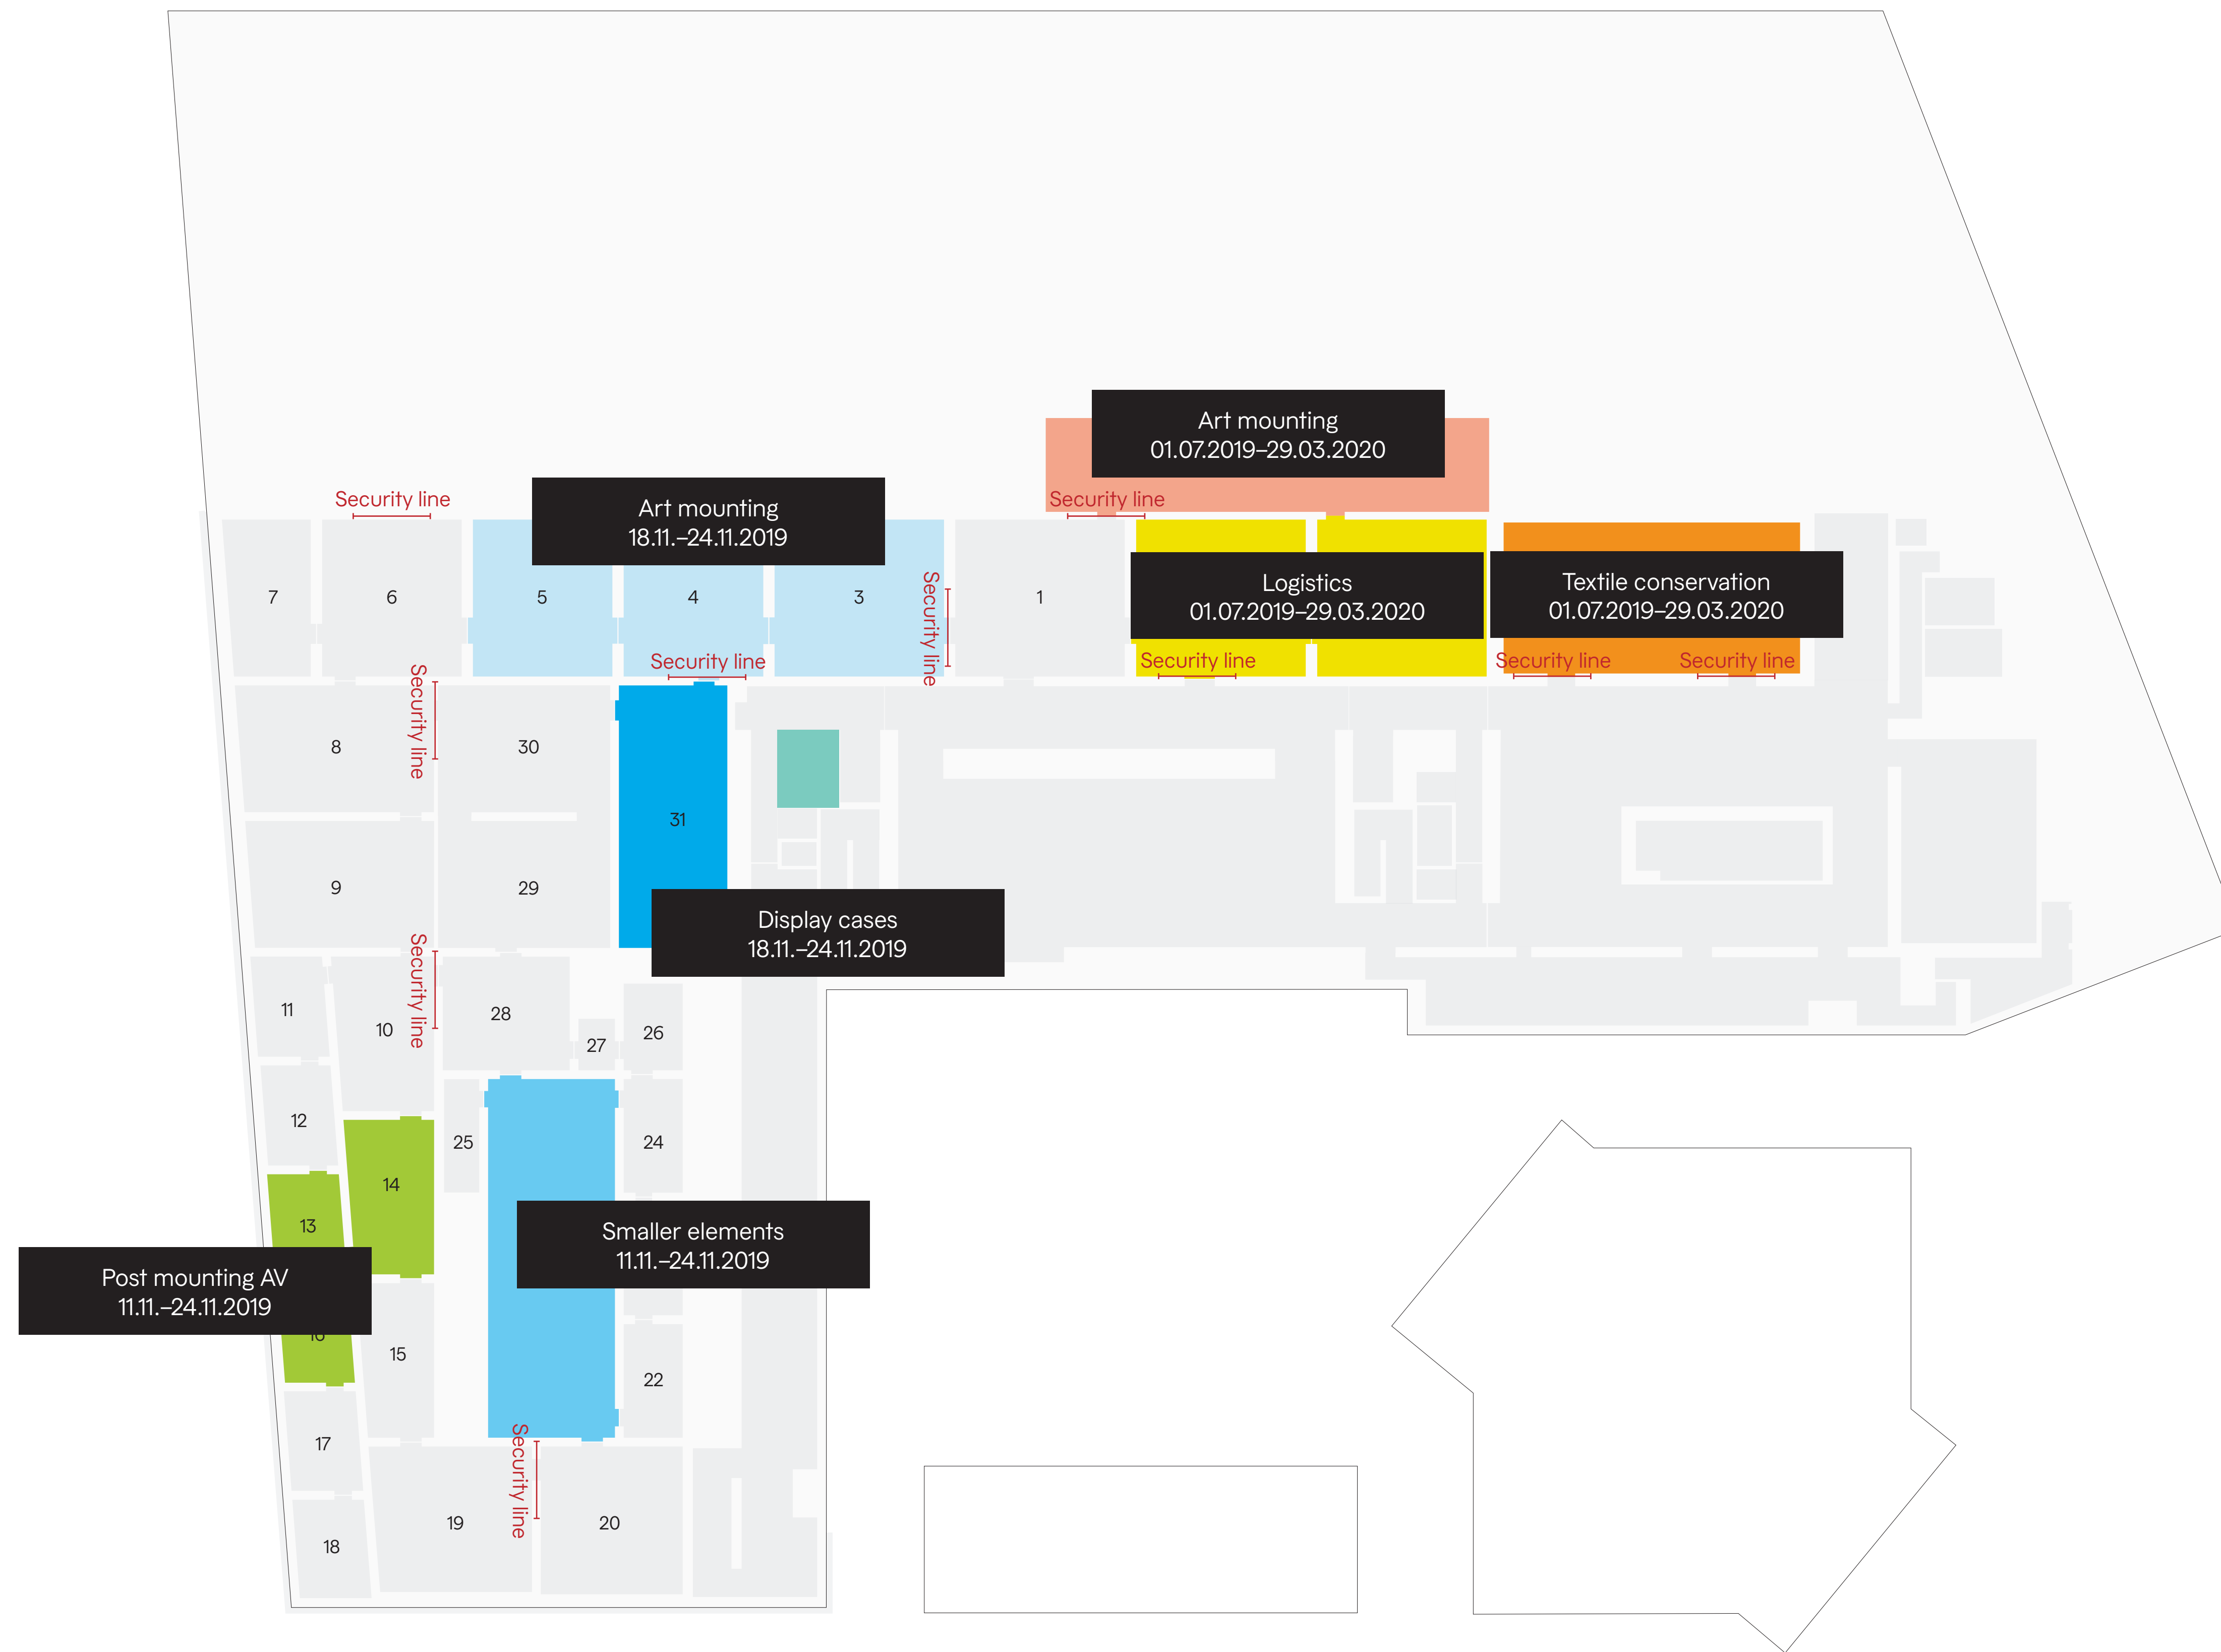 Art mounting
01.07.2019–29.03.2020
Security line
Security line
Art mounting
18.11.–24.11.2019
Logistics
01.07.2019–29.03.2020
Textile conservation
01.07.2019–29.03.2020
7
6
5
4
3
Security line
1
Security line
Security line
Security line
Security line
Security line
8
30
31
9
29
Display cases
18.11.–24.11.2019
Security line
11
10
28
27
26
12
25
24
14
13
Smaller elements
11.11.–24.11.2019
Post mounting AV
11.11.–24.11.2019
16
15
22
17
Security line
19
20
18